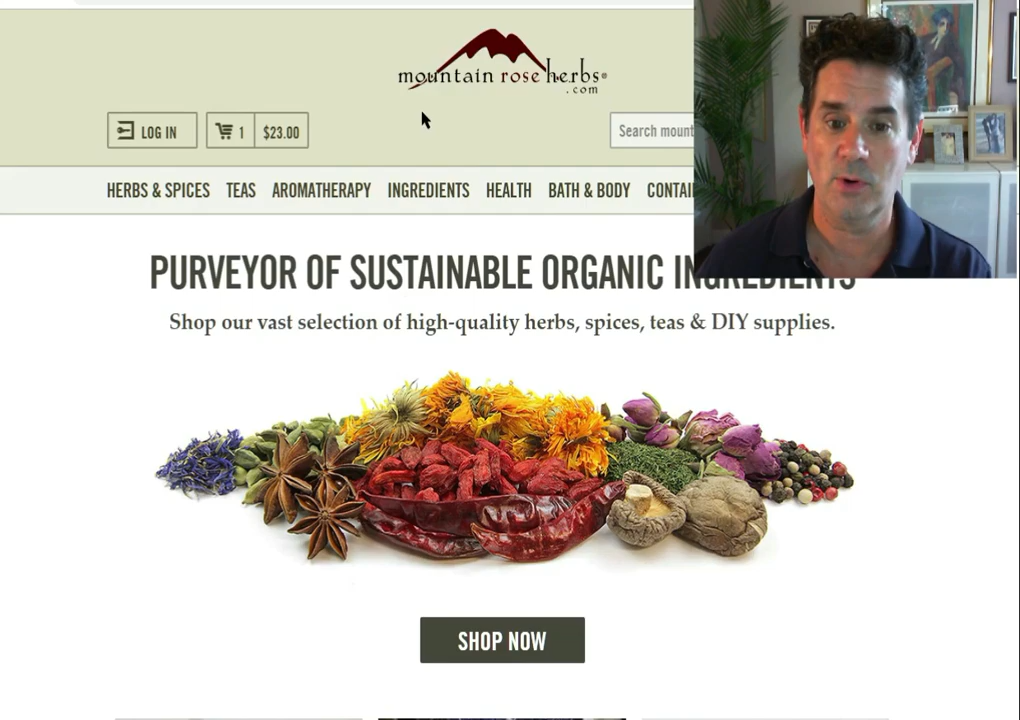 mountain rose herbs®
.com
LOG IN
1
$23.00
Search mount
HERBS & SPICES
TEAS
AROMATHERAPY
INGREDIENTS
HEALTH
BATH & BODY
CONTAI
PURVEYOR OF SUSTAINABLE ORGANIC INGREDIENTS
Shop our vast selection of high-quality herbs, spices, teas & DIY supplies.
SHOP NOW